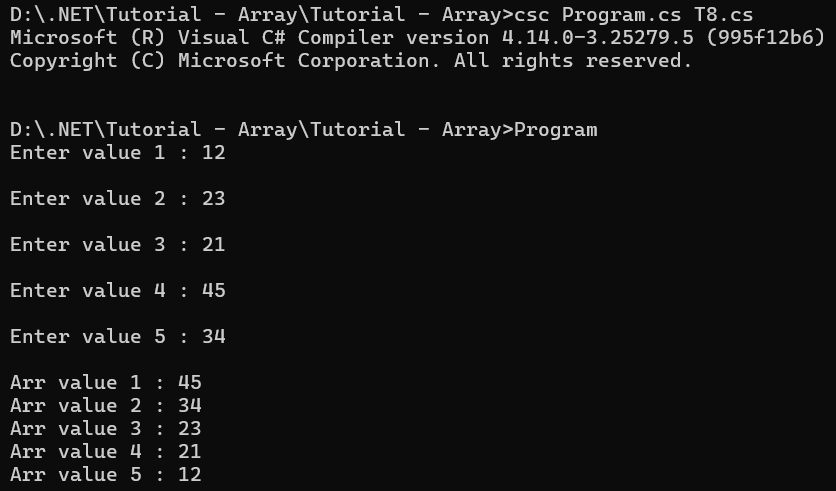 D:\.NET\Tutorial - Array\Tutorial - Array>csc Program.cs T8.cs
Microsoft (R) Visual C# Compiler version 4.14.0-3.25279.5 (995f12b6)
Copyright (C) Microsoft Corporation. All rights reserved.
D:\.NET\Tutorial - Array\Tutorial - Array>Program
Enter value 1 : 12
Enter value 2 : 23
Enter value 3 : 21
Enter value 4 : 45
Enter value 5 : 34
Arr value 1 : 45
Arr value 2 : 34
Arr value 3 : 23
Arr value 4 : 21
Arr value 5 : 12